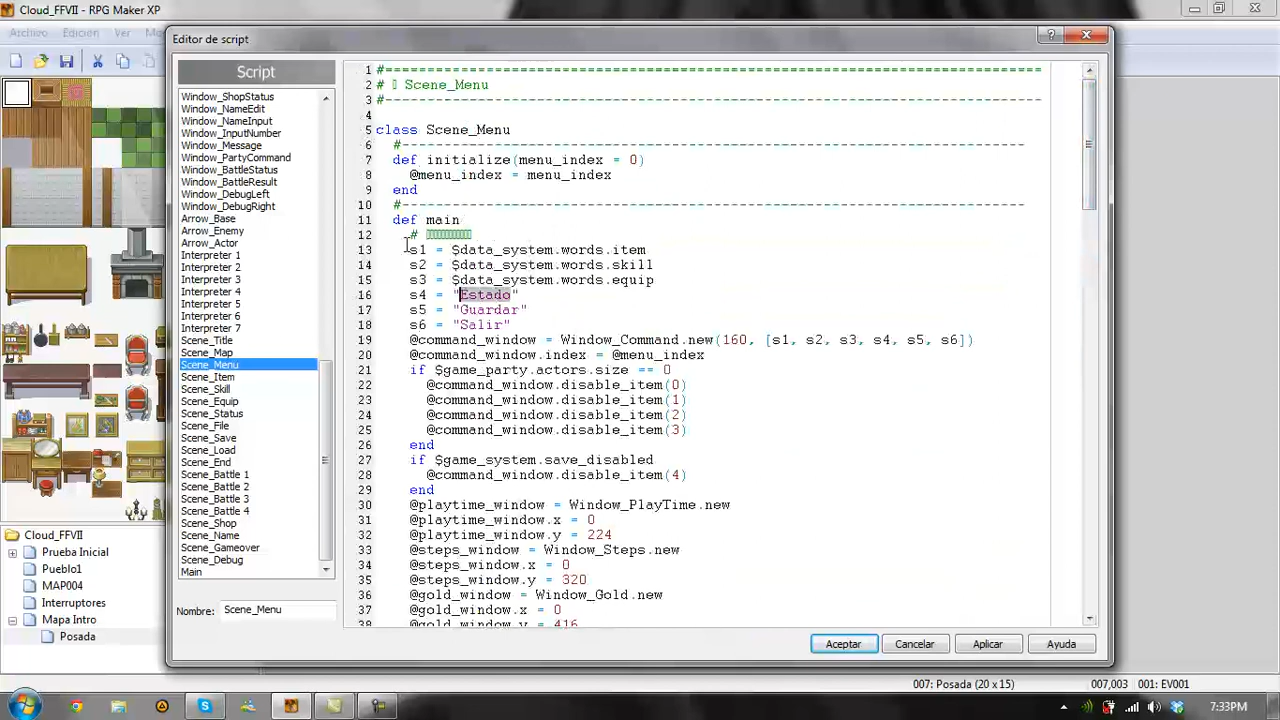 Cloud_FFVII - RPG Maker XP
Archivo Edición Ver
Editor de script
Script
Window_ShopStatus
Window_NameEdit
Window_NameInput
Window_InputNumber
Window_Message
Window_PartyCommand
Window_BattleStatus
Window_BattleResult
Window_DebugLeft
Window_DebugRight
Arrow_Base
Arrow_Enemy
Arrow_Actor
Interpreter 1
Interpreter 2
Interpreter 3
Interpreter 4
Interpreter 5
Interpreter 6
Interpreter 7
Scene_Title
Scene_Map
Scene_Menu
Scene_Item
Scene_Skill
Scene_Equip
Scene_Status
Scene_File
Scene_Save
Scene_Load
Scene_End
Scene_Battle 1
Scene_Battle 2
Scene_Battle 3
Scene_Battle 4
Scene_Shop
Scene_Name
Scene_Gameover
Scene_Debug
Main
Nombre: Scene_Menu
1 #==============================================================================
2 # Scene_Menu
3 #------------------------------------------------------------------------------
4
5 class Scene_Menu
6 #--------------------------------------------------------------------------
7 def initialize(menu_index = 0)
8 @menu_index = menu_index
9 end
10 #--------------------------------------------------------------------------
11 def main
12 #
13 s1 = $data_system.words.item
14 s2 = $data_system.words.skill
15 s3 = $data_system.words.equip
16 s4 = "Estado"
17 s5 = "Guardar"
18 s6 = "Salir"
19 @command_window = Window_Command.new(160, [s1, s2, s3, s4, s5, s6])
20 @command_window.index = @menu_index
21 if $game_party.actors.size == 0
22 @command_window.disable_item(0)
23 @command_window.disable_item(1)
24 @command_window.disable_item(2)
25 @command_window.disable_item(3)
26 end
27 if $game_system.save_disabled
28 @command_window.disable_item(4)
29 end
30 @playtime_window = Window_PlayTime.new
31 @playtime_window.x = 0
32 @playtime_window.y = 224
33 @steps_window = Window_Steps.new
34 @steps_window.x = 0
35 @steps_window.y = 320
36 @gold_window = Window_Gold.new
37 @gold_window.x = 0
38 @gold_window.y = 416
Aceptar Cancelar Aplicar Ayuda
Cloud_FFVII
Prueba Inicial
Pueblo1
MAP004
Interruptores
Mapa Intro
Posada
007: Posada (20 x 15) 007,003 001: EV001
7:33PM